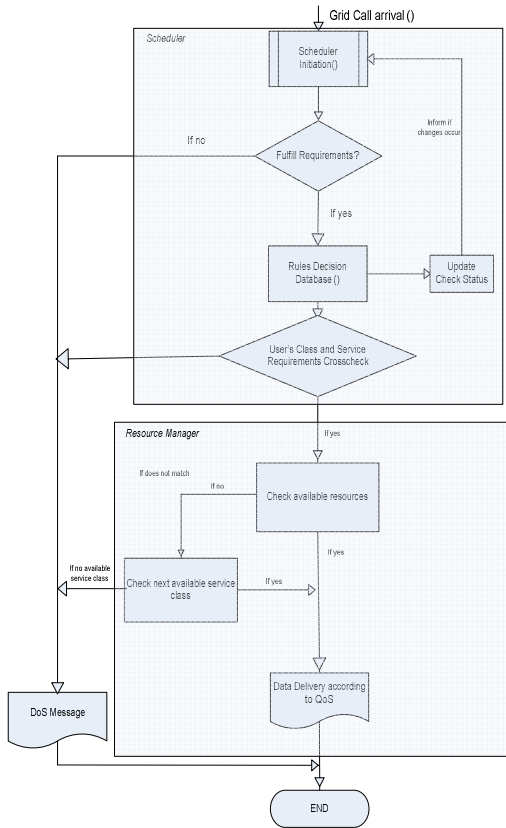 Grid Call arrival ()
Scheduler
Scheduler
Initiation()
Inform if
changes occur
If no
Fulfill Requirements?
If yes
Rules Decision
Database ()
Update
Check Status
User's Class and Service
Requirements Crosscheck
Resource Manager
If yes
If does not match
If no
Check available resources
If yes
If no available
service class
Check next available service
class
If yes
Data Delivery according
to QoS
DoS Message
END